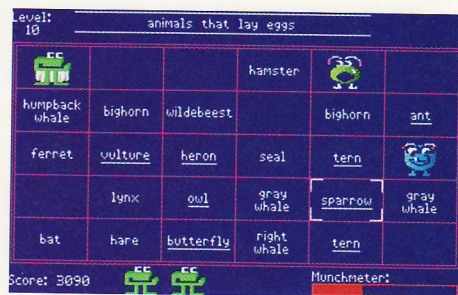 Level:
10
animals that lay eggs
hamster
humpback
whale
bighorn
wildebeest
bighorn
ant
ferret
vulture
heron
seal
tern
lynx
owl
gray
whale
sparrow
gray
whale
bat
hare
butterfly
right
whale
tern
Score: 3090
Munchmeter: